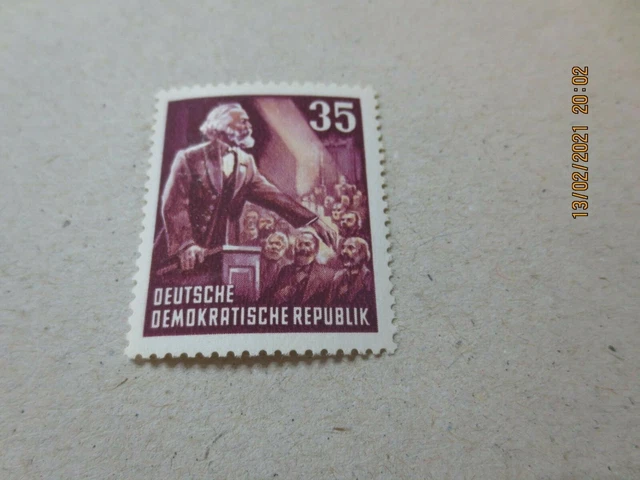 35
DEUTSCHE
DEMOKRATISCHE REPUBLIK
13/02/2021 20:02